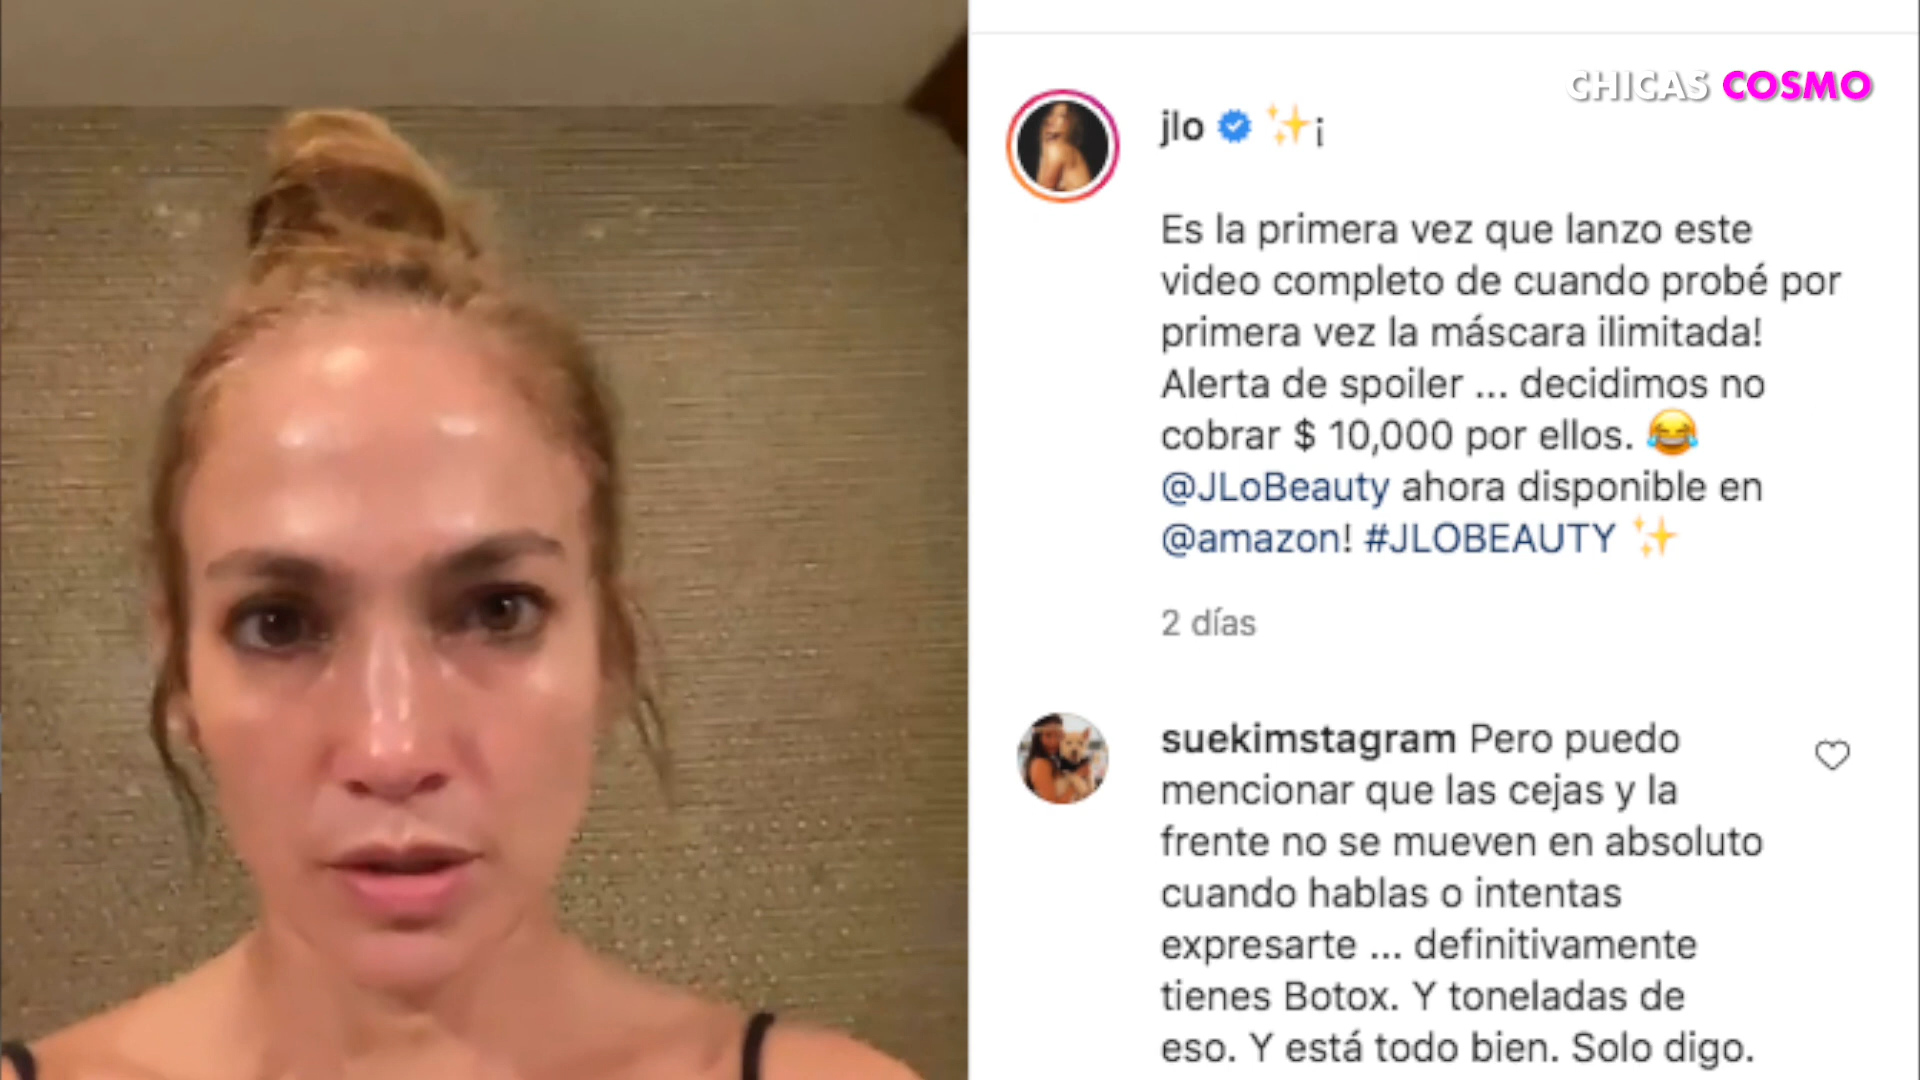 CHICAS COSMO
jlo ✨¡
Es la primera vez que lanzo este
video completo de cuando probé por
primera vez la máscara ilimitada!
Alerta de spoiler ... decidimos no
cobrar $ 10,000 por ellos. 😂
@JLoBeauty ahora disponible en
@amazon! #JLOBEAUTY ✨
2 días
suekimstagram Pero puedo
mencionar que las cejas y la
frente no se mueven en absoluto
cuando hablas o intentas
expresarte ... definitivamente
tienes Botox. Y toneladas de
eso. Y está todo bien. Solo digo.